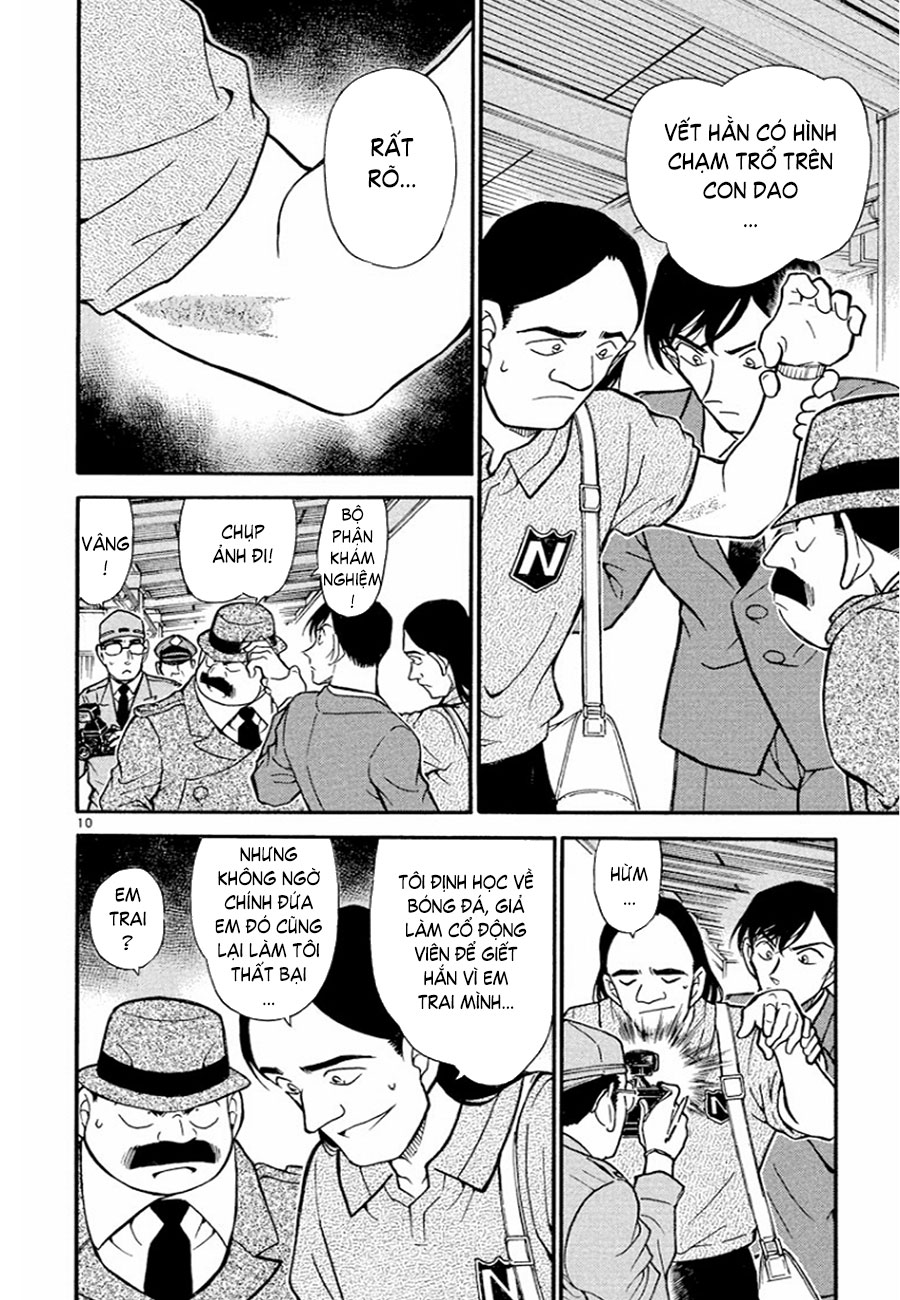 VẾT HẰN CÓ HÌNH
CHẠM TRỔ TRÊN
CON DAO
...
RẤT
RÕ...
N
BỘ
PHẬN
KHÁM
NGHIỆM
!
CHỤP
ẢNH ĐI!
VÂNG
!
10
HỪM
...
N
TÔI ĐỊNH HỌC VỀ
BÓNG ĐÁ, GIẢ
LÀM CỔ ĐỘNG
VIÊN ĐỂ GIẾT
HẮN VÌ EM
TRAI MÌNH...
NHƯNG
KHÔNG NGỜ
CHÍNH ĐỨA
EM ĐÓ CŨNG
LẠI LÀM TÔI
THẤT BẠI
...
EM
TRAI
?
N